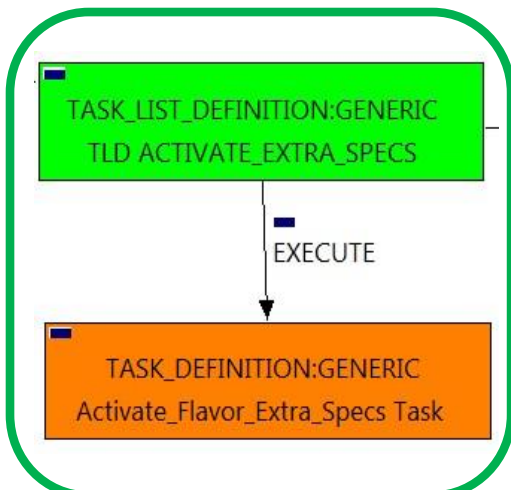 TASK_LIST_DEFINITION:GENERIC
TLD ACTIVATE_EXTRA_SPECS
EXECUTE
TASK_DEFINITION:GENERIC
Activate_Flavor_Extra_Specs Task